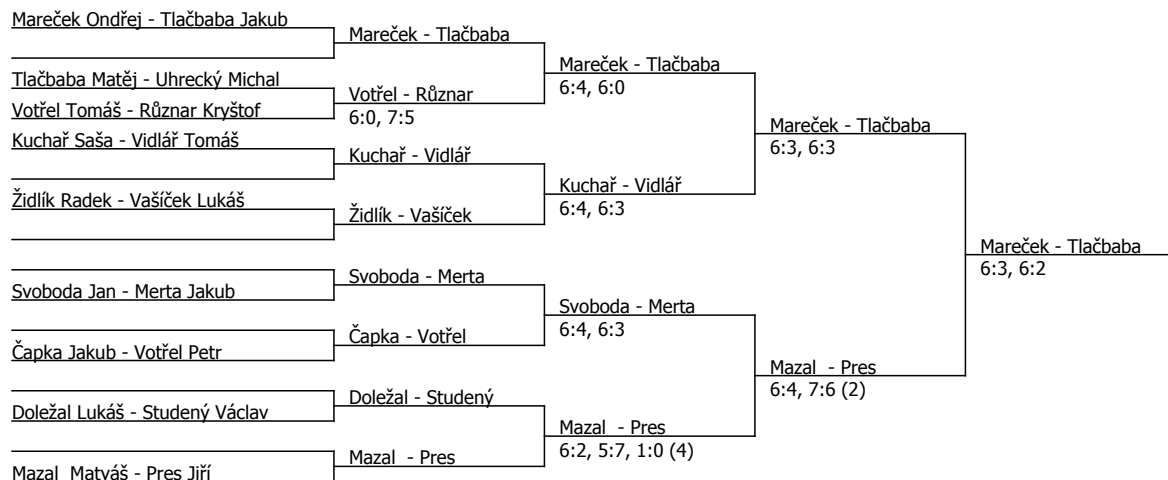 Mareček Ondřej - Tlačbaba Jakub
Mareček - Tlačbaba
Mareček - Tlačbaba
6:4, 6:0
Tlačbaba Matěj - Uhrecký Michal
Votřel - Různar
6:0, 7:5
Votřel Tomáš - Různar Kryštof
Mareček - Tlačbaba
6:3, 6:3
Kuchař Saša - Vidlář Tomáš
Kuchař - Vidlář
Kuchař - Vidlář
6:4, 6:3
Židlík Radek - Vašíček Lukáš
Židlík - Vašíček
Mareček - Tlačbaba
6:3, 6:2
Svoboda - Merta
Svoboda Jan - Merta Jakub
Svoboda - Merta
6:4, 6:3
Čapka - Votřel
Čapka Jakub - Votřel Petr
Mazal  - Pres
6:4, 7:6 (2)
Doležal - Studený
Doležal Lukáš - Studený Václav
Mazal  - Pres
6:2, 5:7, 1:0 (4)
Mazal  - Pres
Mazal  Matyáš - Pres Jiří